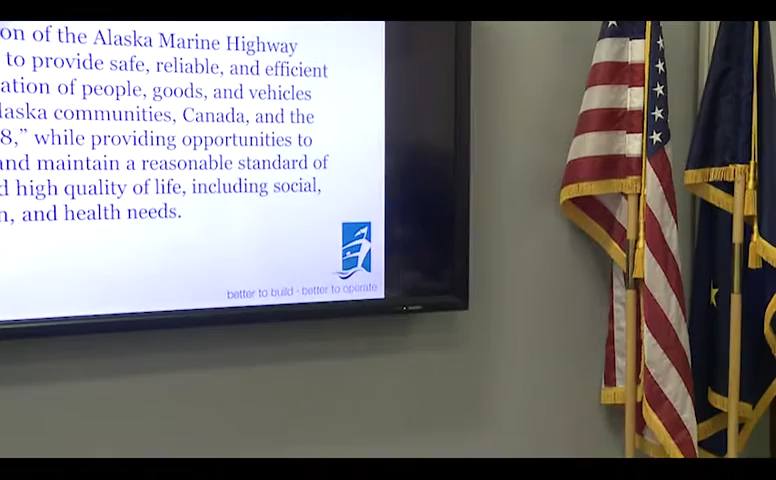 on of the Alaska Marine Highway
to provide safe, reliable, and efficient
ation of people, goods, and vehicles
laska communities, Canada, and the
8,” while providing opportunities to
and maintain a reasonable standard of
d high quality of life, including social,
n, and health needs.
better to build - better to operate